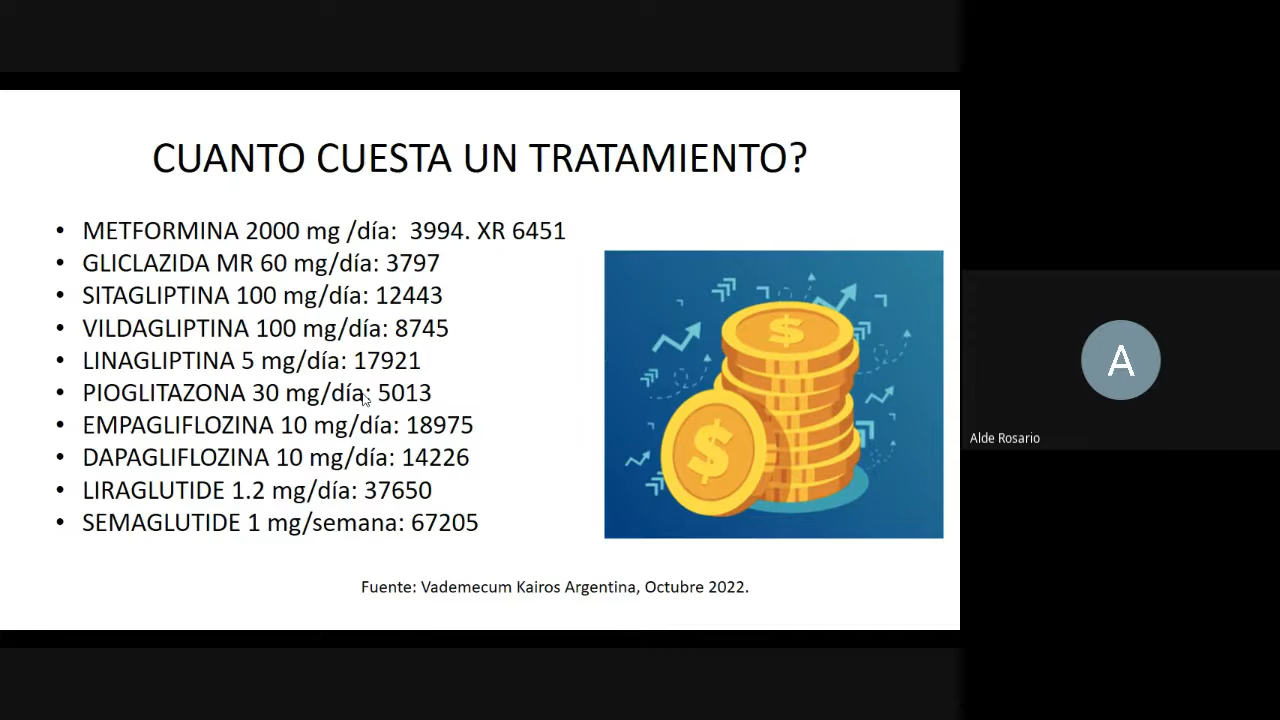 CUANTO CUESTA UN TRATAMIENTO?
• METFORMINA 2000 mg /día: 3994. XR 6451
• GLICLAZIDA MR 60 mg/día: 3797
• SITAGLIPTINA 100 mg/día: 12443
• VILDAGLIPTINA 100 mg/día: 8745
• LINAGLIPTINA 5 mg/día: 17921
• PIOGLITAZONA 30 mg/día: 5013
• EMPAGLIFLOZINA 10 mg/día: 18975
• DAPAGLIFLOZINA 10 mg/día: 14226
• LIRAGLUTIDE 1.2 mg/día: 37650
• SEMAGLUTIDE 1 mg/semana: 67205
$
$
Fuente: Vademecum Kairos Argentina, Octubre 2022.
A
Alde Rosario